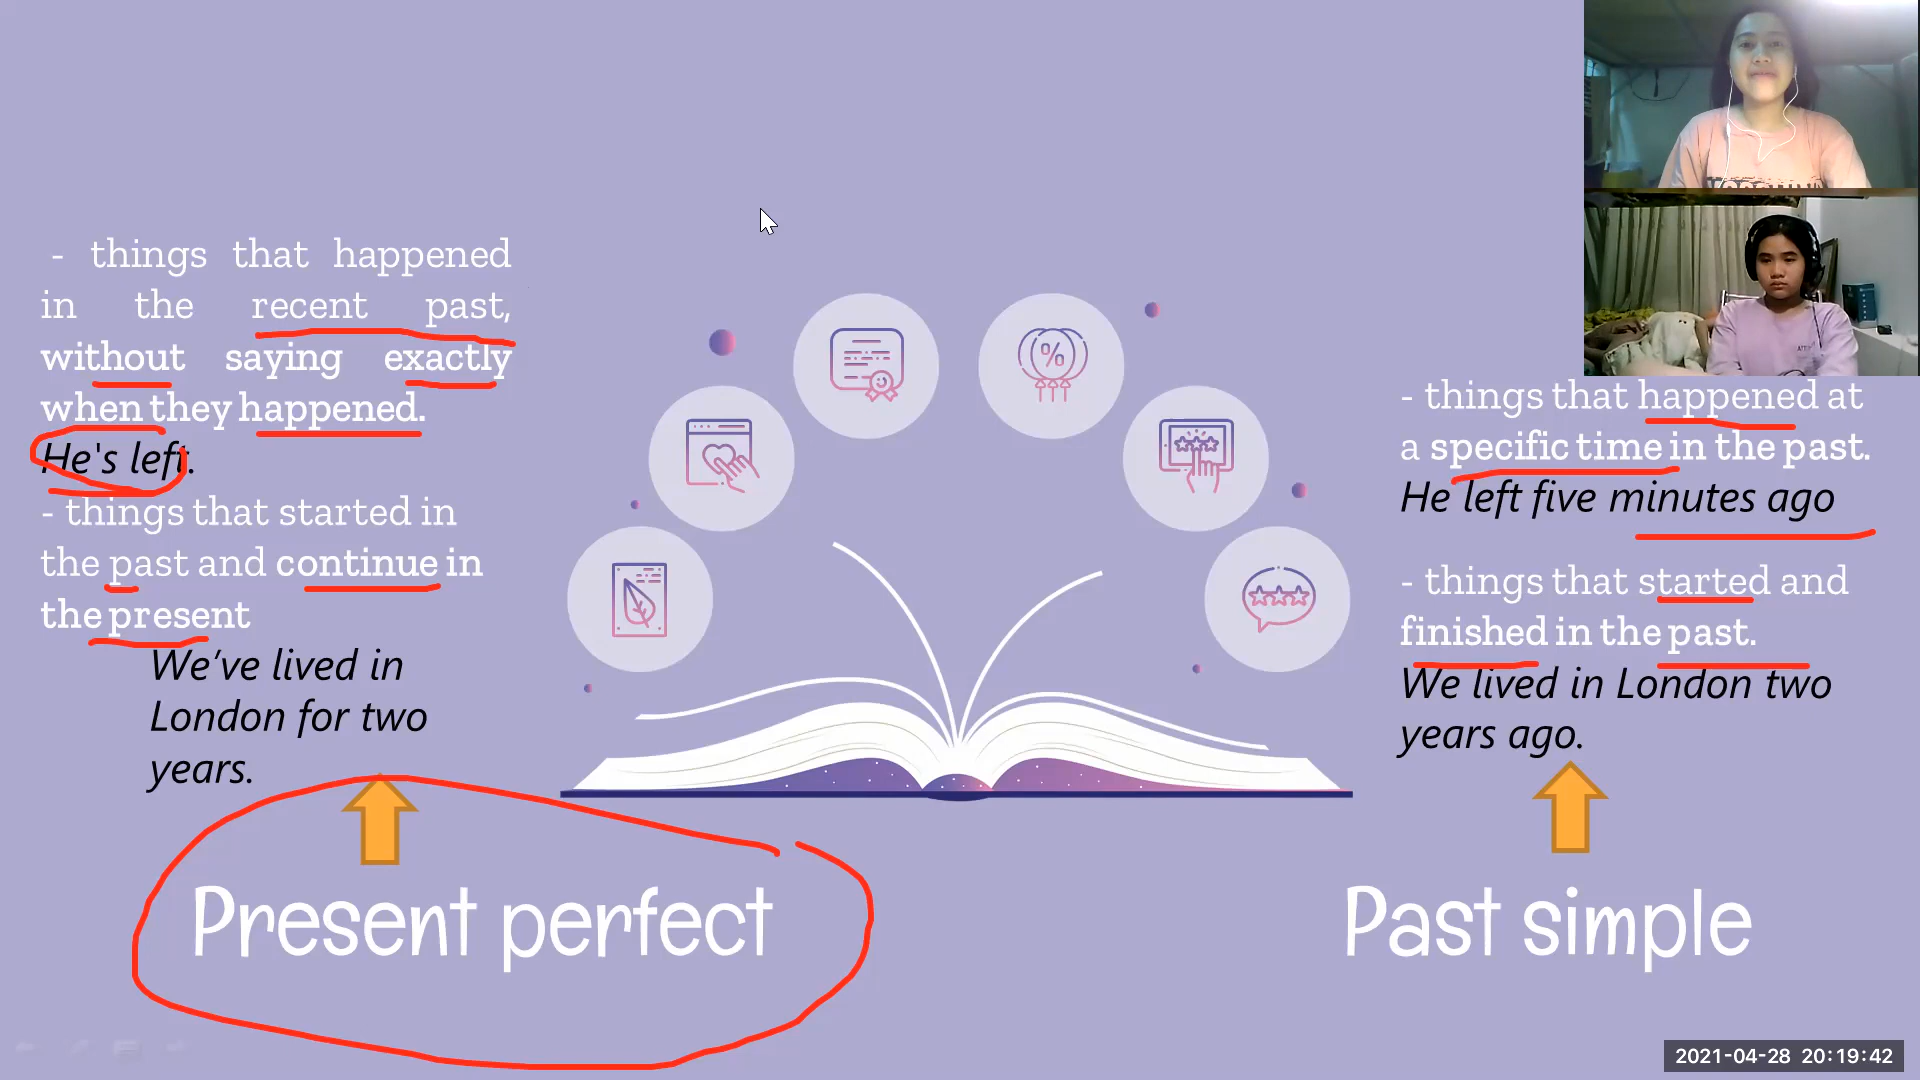 - things that happened
in the recent past,
without saying exactly
when they happened.
He's left.
- things that started in
the past and continue in
the present
We’ve lived in
London for two
years.
Present perfect
%
- things that happened at
a specific time in the past.
He left five minutes ago
- things that started and
finished in the past.
We lived in London two
years ago.
Past simple
2021-04-28 20:19:42